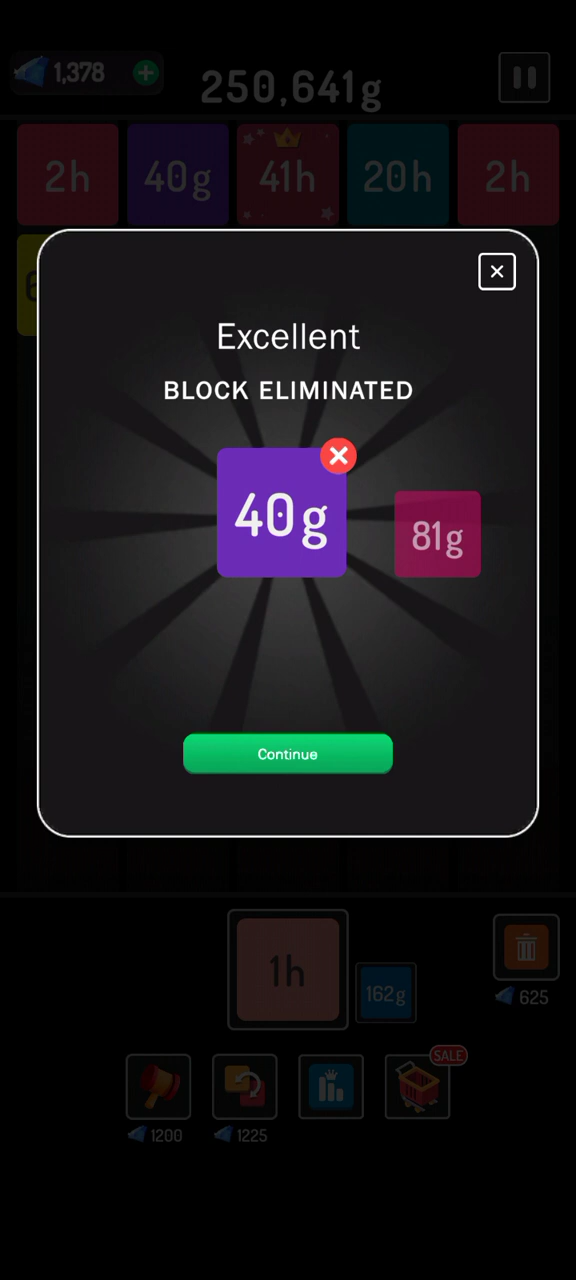 1,378
250,641g
2h
40g
41h
20h
2h
Excellent
BLOCK ELIMINATED
40g
81g
Continue
1h
162g
625
SALE
1200
1225